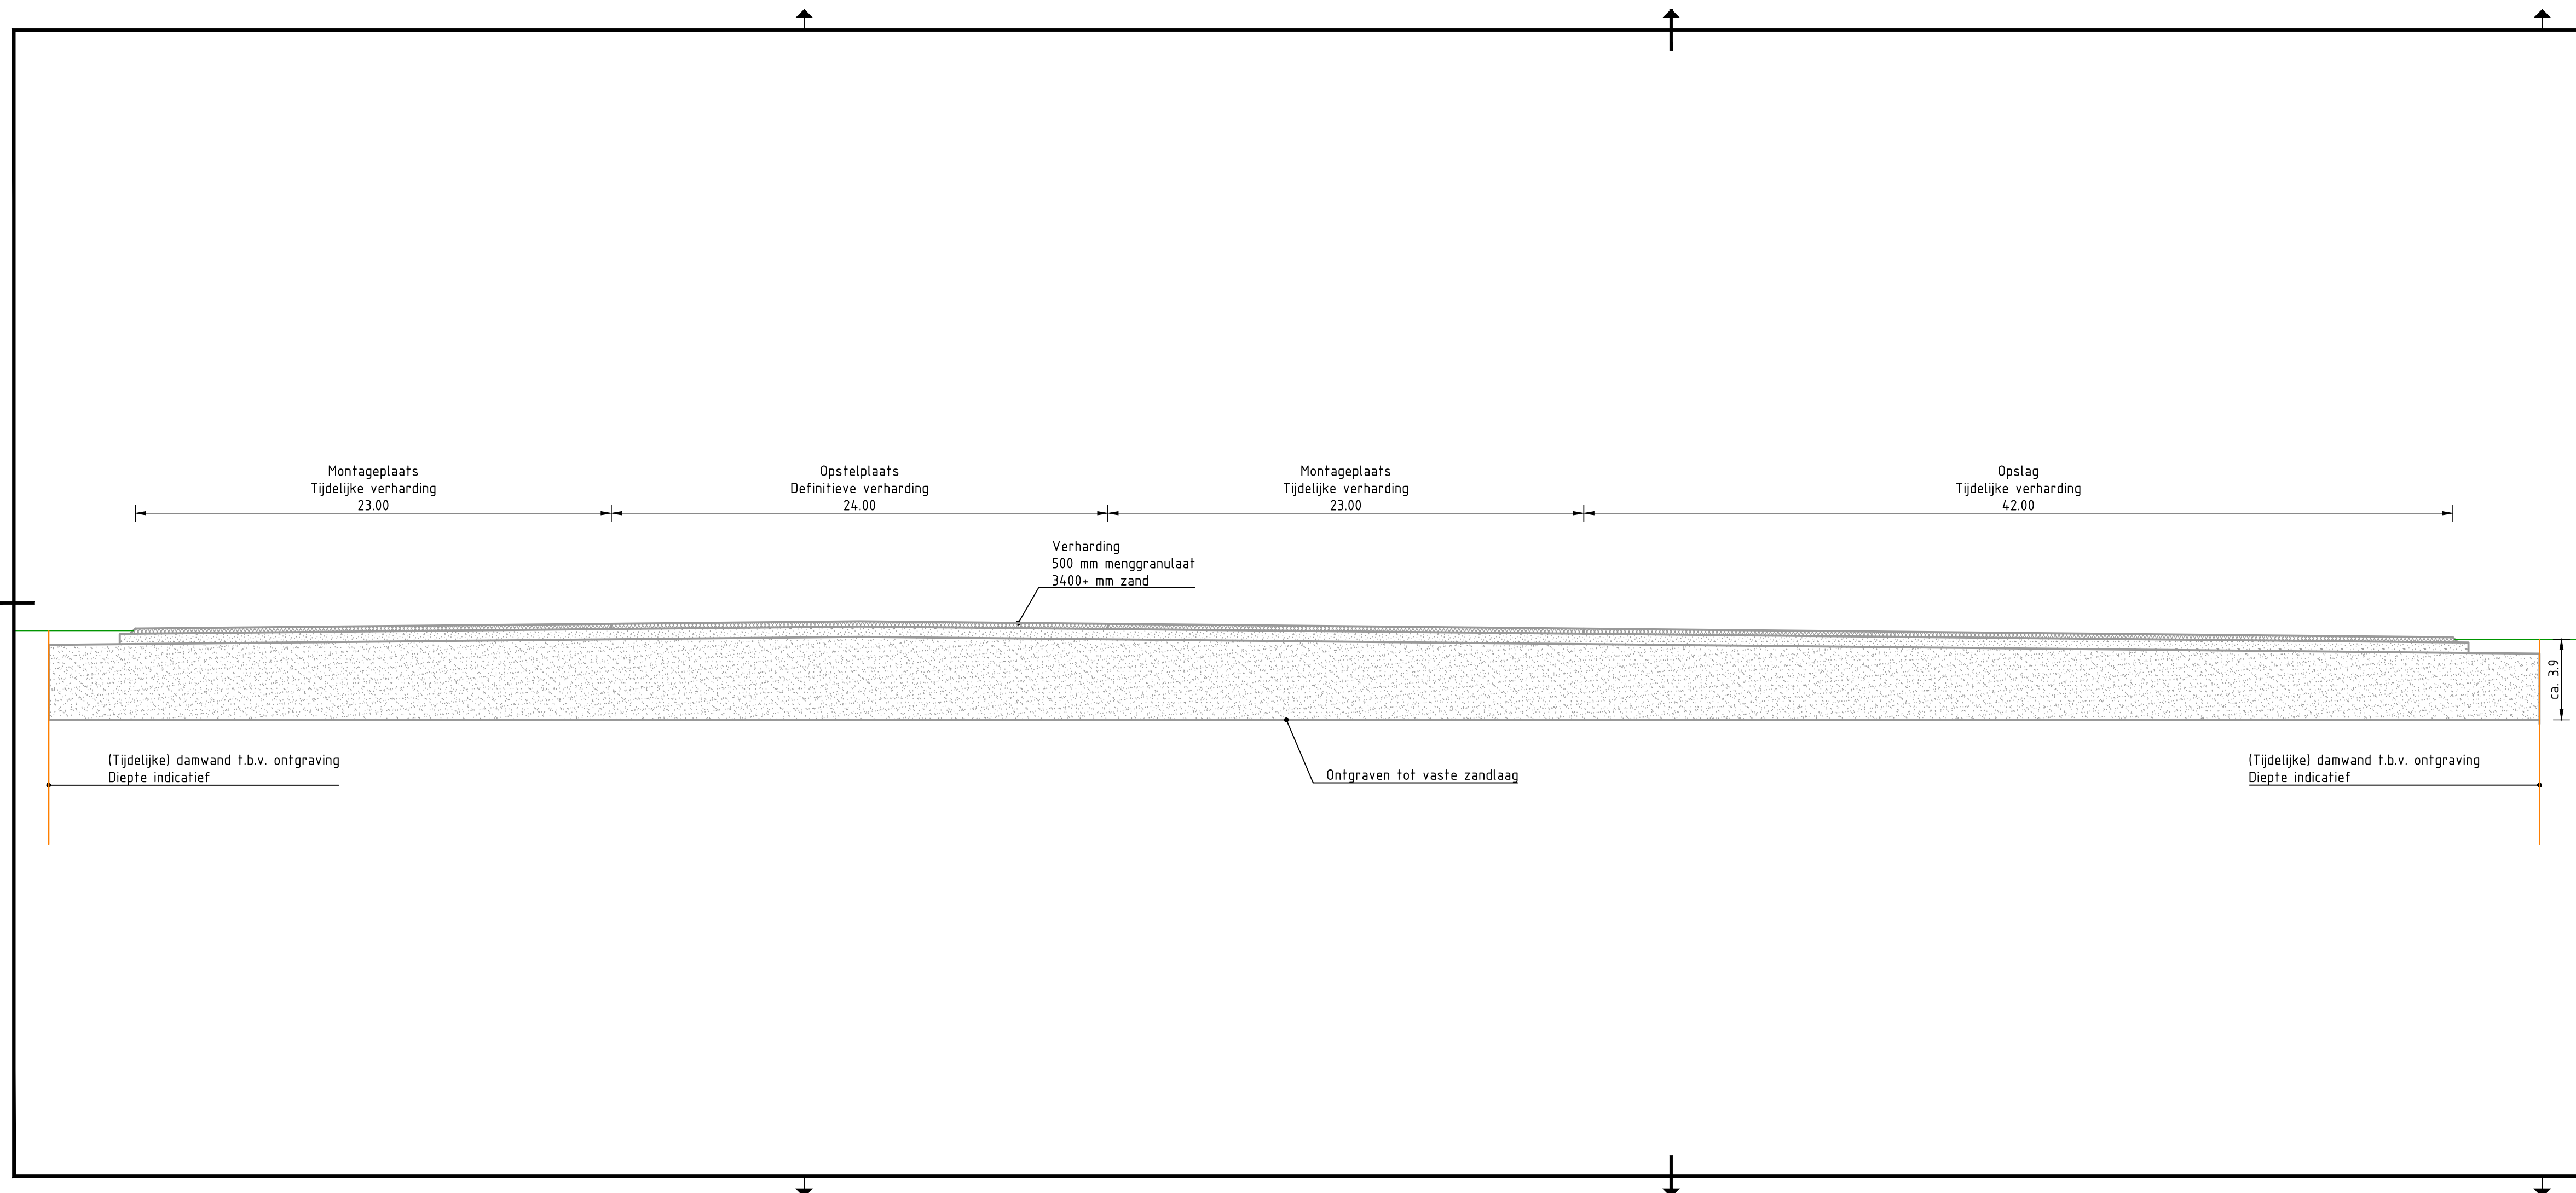 Montageplaats
Tijdelijke verharding
23.00
Opstelplaats
Definitieve verharding
24.00
Montageplaats
Tijdelijke verharding
23.00
Opslag
Tijdelijke verharding
42.00
Verharding
500 mm menggranulaat
3400+ mm zand
ca. 3.9
(Tijdelijke) damwand t.b.v. ontgraving
Diepte indicatief
Ontgraven tot vaste zandlaag
(Tijdelijke) damwand t.b.v. ontgraving
Diepte indicatief